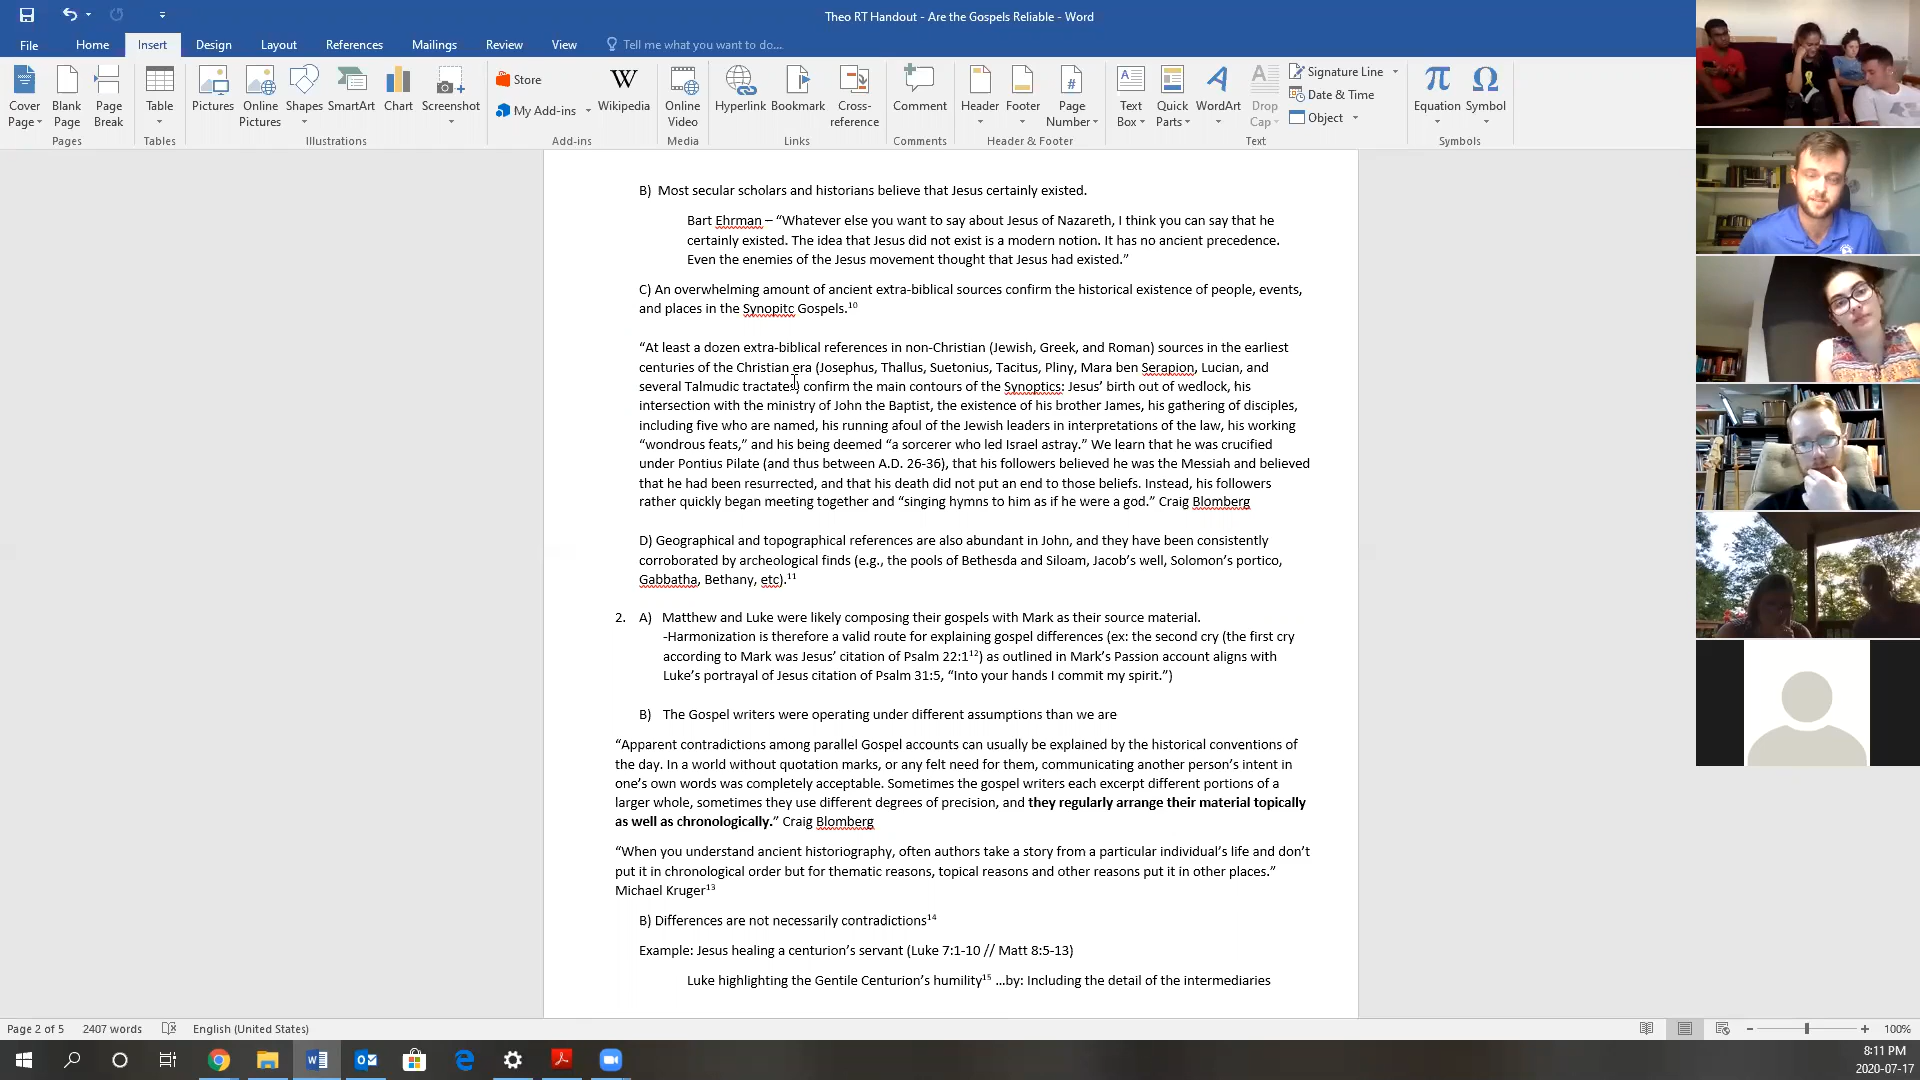 Theo RT Handout - Are the Gospels Reliable - Word
File Home Insert Design Layout References Mailings Review View Tell me what you want to do...
Cover Page
Blank Page
Page Break
Table
Pictures
Online Pictures
Shapes
SmartArt
Chart
Screenshot
Store
My Add-ins
Wikipedia
Online Video
Hyperlink
Bookmark
Cross-reference
Comment
Header
Footer
Page Number
Text Box
Quick Parts
WordArt
Drop Cap
Signature Line
Date & Time
Object
Equation
Symbol
Pages Tables Illustrations Add-ins Media Links Comments Header & Footer Text Symbols
B) Most secular scholars and historians believe that Jesus certainly existed.
Bart Ehrman – “Whatever else you want to say about Jesus of Nazareth, I think you can say that he
certainly existed. The idea that Jesus did not exist is a modern notion. It has no ancient precedence.
Even the enemies of the Jesus movement thought that Jesus had existed.”
C) An overwhelming amount of ancient extra-biblical sources confirm the historical existence of people, events,
and places in the Synopitc Gospels.¹⁰
“At least a dozen extra-biblical references in non-Christian (Jewish, Greek, and Roman) sources in the earliest
centuries of the Christian era (Josephus, Thallus, Suetonius, Tacitus, Pliny, Mara ben Serapion, Lucian, and
several Talmudic tractates) confirm the main contours of the Synoptics: Jesus’ birth out of wedlock, his
intersection with the ministry of John the Baptist, the existence of his brother James, his gathering of disciples,
including five who are named, his running afoul of the Jewish leaders in interpretations of the law, his working
“wondrous feats,” and his being deemed “a sorcerer who led Israel astray.” We learn that he was crucified
under Pontius Pilate (and thus between A.D. 26-36), that his followers believed he was the Messiah and believed
that he had been resurrected, and that his death did not put an end to those beliefs. Instead, his followers
rather quickly began meeting together and “singing hymns to him as if he were a god.” Craig Blomberg
D) Geographical and topographical references are also abundant in John, and they have been consistently
corroborated by archeological finds (e.g., the pools of Bethesda and Siloam, Jacob’s well, Solomon’s portico,
Gabbatha, Bethany, etc).¹¹
2. A) Matthew and Luke were likely composing their gospels with Mark as their source material.
-Harmonization is therefore a valid route for explaining gospel differences (ex: the second cry (the first cry
according to Mark was Jesus’ citation of Psalm 22:1¹²) as outlined in Mark’s Passion account aligns with
Luke’s portrayal of Jesus citation of Psalm 31:5, “Into your hands I commit my spirit.”)
B) The Gospel writers were operating under different assumptions than we are
“Apparent contradictions among parallel Gospel accounts can usually be explained by the historical conventions of
the day. In a world without quotation marks, or any felt need for them, communicating another person’s intent in
one’s own words was completely acceptable. Sometimes the gospel writers each excerpt different portions of a
larger whole, sometimes they use different degrees of precision, and they regularly arrange their material topically
as well as chronologically.” Craig Blomberg
“When you understand ancient historiography, often authors take a story from a particular individual’s life and don’t
put it in chronological order but for thematic reasons, topical reasons and other reasons put it in other places.”
Michael Kruger¹³
B) Differences are not necessarily contradictions¹⁴
Example: Jesus healing a centurion’s servant (Luke 7:1-10 // Matt 8:5-13)
Luke highlighting the Gentile Centurion’s humility¹⁵ …by: Including the detail of the intermediaries
Page 2 of 5 2407 words English (United States) 100%
8:11 PM
2020-07-17